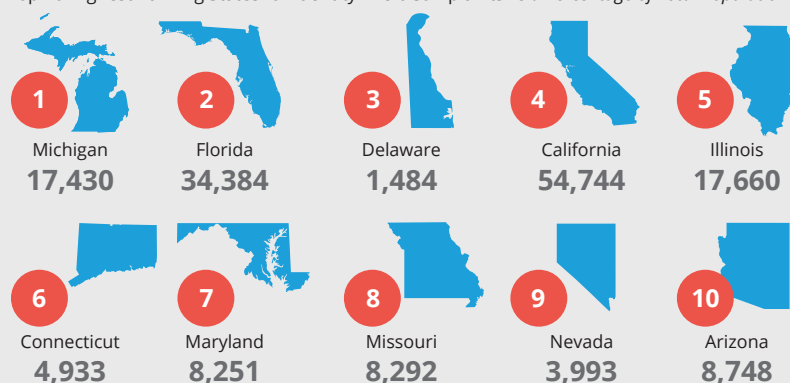 1 2 3 4 5
Michigan Florida Delaware California Illinois
17,430 34,384 1,484 54,744 17,660
6 7 8 9 10
Connecticut Maryland Missouri Nevada Arizona
4,933 8,251 8,292 3,993 8,748